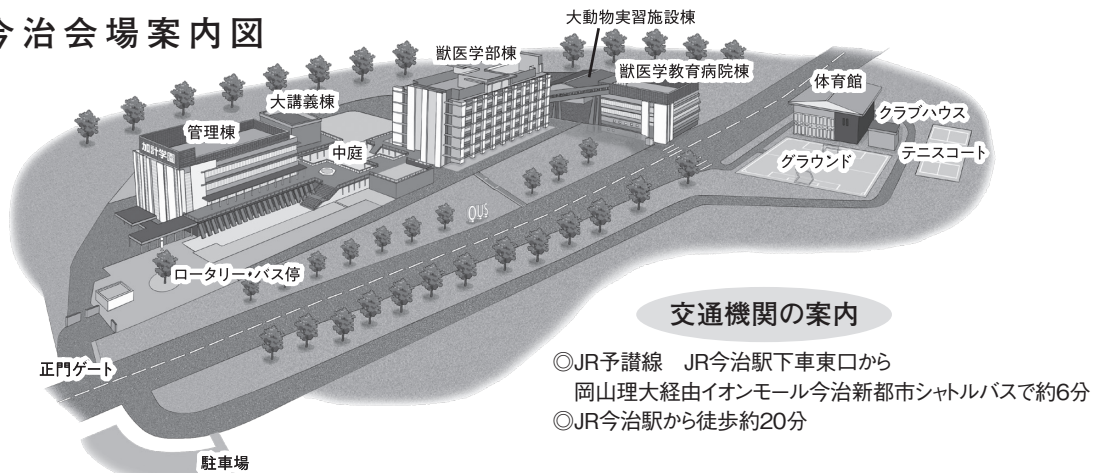 今治会場案内図
大動物実習施設棟
獣医学部棟
獣医学教育病院棟
体育館
大講義棟
クラブハウス
管理棟
加計学園
中庭
テニスコート
グラウンド
OUS
ロータリー・バス停
正門ゲート
駐車場
交通機関の案内
◎JR予讃線　JR今治駅下車東口から
岡山理大経由イオンモール今治新都市シャトルバスで約6分
◎JR今治駅から徒歩約20分